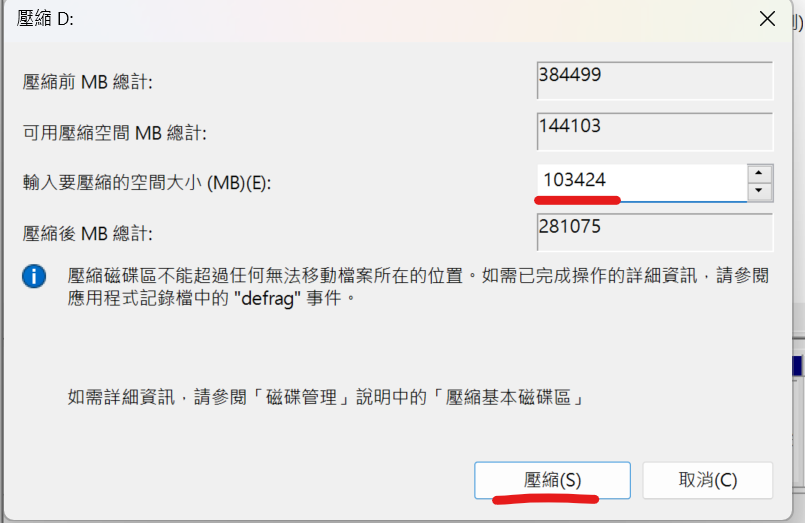 壓縮 D:
壓縮前 MB 總計:
384499
可用壓縮空間 MB 總計:
144103
輸入要壓縮的空間大小 (MB)(E):
103424
壓縮後 MB 總計:
281075
壓縮磁碟區不能超過任何無法移動檔案所在的位置。如需已完成操作的詳細資訊，請參閱
應用程式記錄檔中的 "defrag" 事件。
如需詳細資訊，請參閱「磁碟管理」說明中的「壓縮基本磁碟區」
壓縮(S)
取消(C)